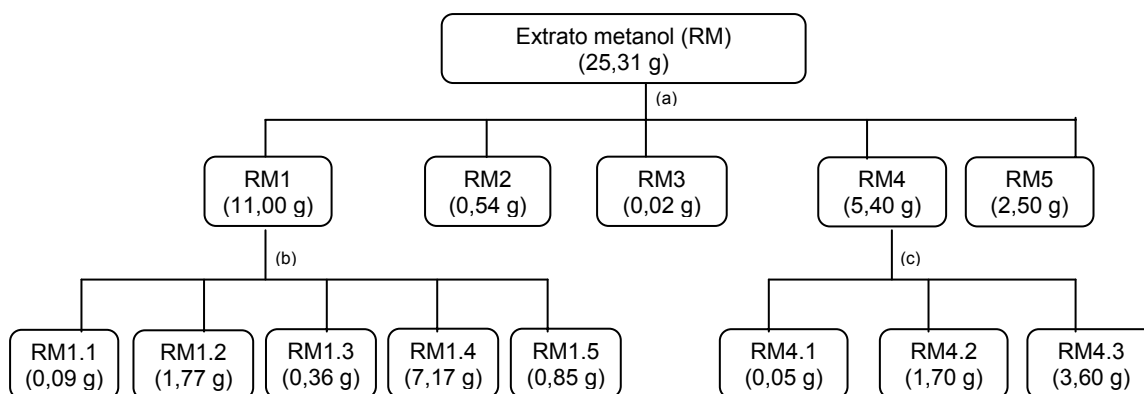 Extrato metanol (RM)
(25,31 g)
(a)
RM1
(11,00 g)
RM2
(0,54 g)
RM3
(0,02 g)
RM4
(5,40 g)
RM5
(2,50 g)
(b)
(c)
RM1.1
(0,09 g)
RM1.2
(1,77 g)
RM1.3
(0,36 g)
RM1.4
(7,17 g)
RM1.5
(0,85 g)
RM4.1
(0,05 g)
RM4.2
(1,70 g)
RM4.3
(3,60 g)